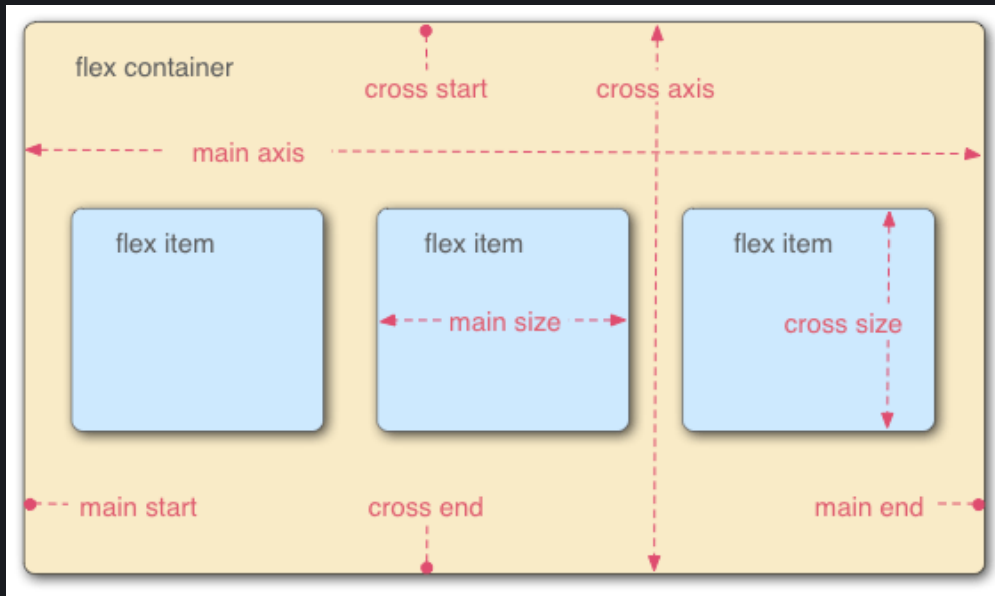 flex container
cross start
cross axis
main axis
flex item
flex item
flex item
main size
cross size
main start
cross end
main end